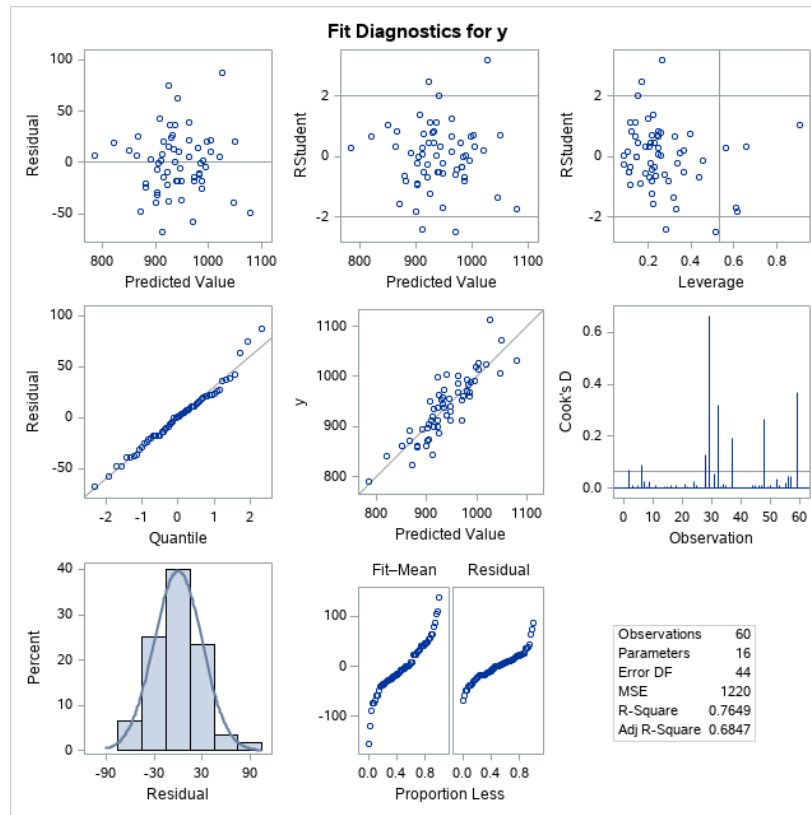 Fit Diagnostics for y
100
50
0
-50
Residual
800 900 1000 1100
Predicted Value
2
0
-2
RStudent
800 900 1000 1100
Predicted Value
2
0
-2
RStudent
0.2 0.4 0.6 0.8
Leverage
100
50
0
-50
Residual
-2 -1 0 1 2
Quantile
1100
1000
900
800
y
800 900 1000 1100
Predicted Value
0.6
0.4
0.2
0.0
Cook's D
0 10 20 30 40 50 60
Observation
40
30
20
10
0
Percent
-90 -30 30 90
Residual
Fit–Mean Residual
100
0
-100
0.0 0.4 0.8 0.0 0.4 0.8
Proportion Less
Observations 60
Parameters 16
Error DF 44
MSE 1220
R-Square 0.7649
Adj R-Square 0.6847